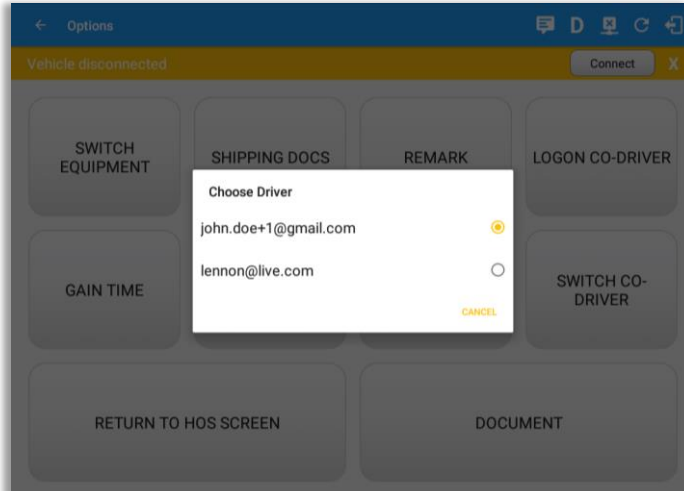 Options
D
Vehicle disconnected
Connect
X
SWITCH
EQUIPMENT
SHIPPING DOCS
REMARK
LOGON CO-DRIVER
Choose Driver
john.doe+1@gmail.com
lennon@live.com
CANCEL
GAIN TIME
SWITCH CO-
DRIVER
RETURN TO HOS SCREEN
DOCUMENT